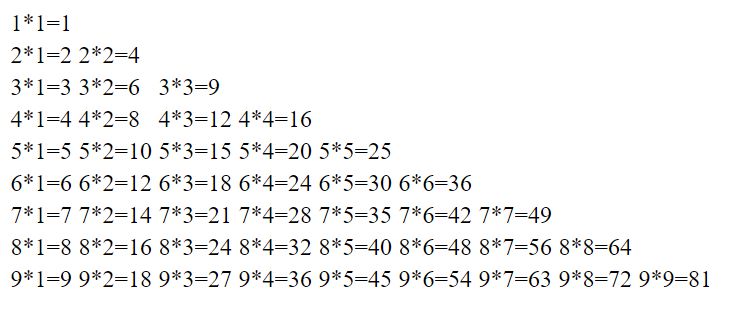 1*1=1
2*1=2 2*2=4
3*1=3 3*2=6 3*3=9
4*1=4 4*2=8 4*3=12 4*4=16
5*1=5 5*2=10 5*3=15 5*4=20 5*5=25
6*1=6 6*2=12 6*3=18 6*4=24 6*5=30 6*6=36
7*1=7 7*2=14 7*3=21 7*4=28 7*5=35 7*6=42 7*7=49
8*1=8 8*2=16 8*3=24 8*4=32 8*5=40 8*6=48 8*7=56 8*8=64
9*1=9 9*2=18 9*3=27 9*4=36 9*5=45 9*6=54 9*7=63 9*8=72 9*9=81